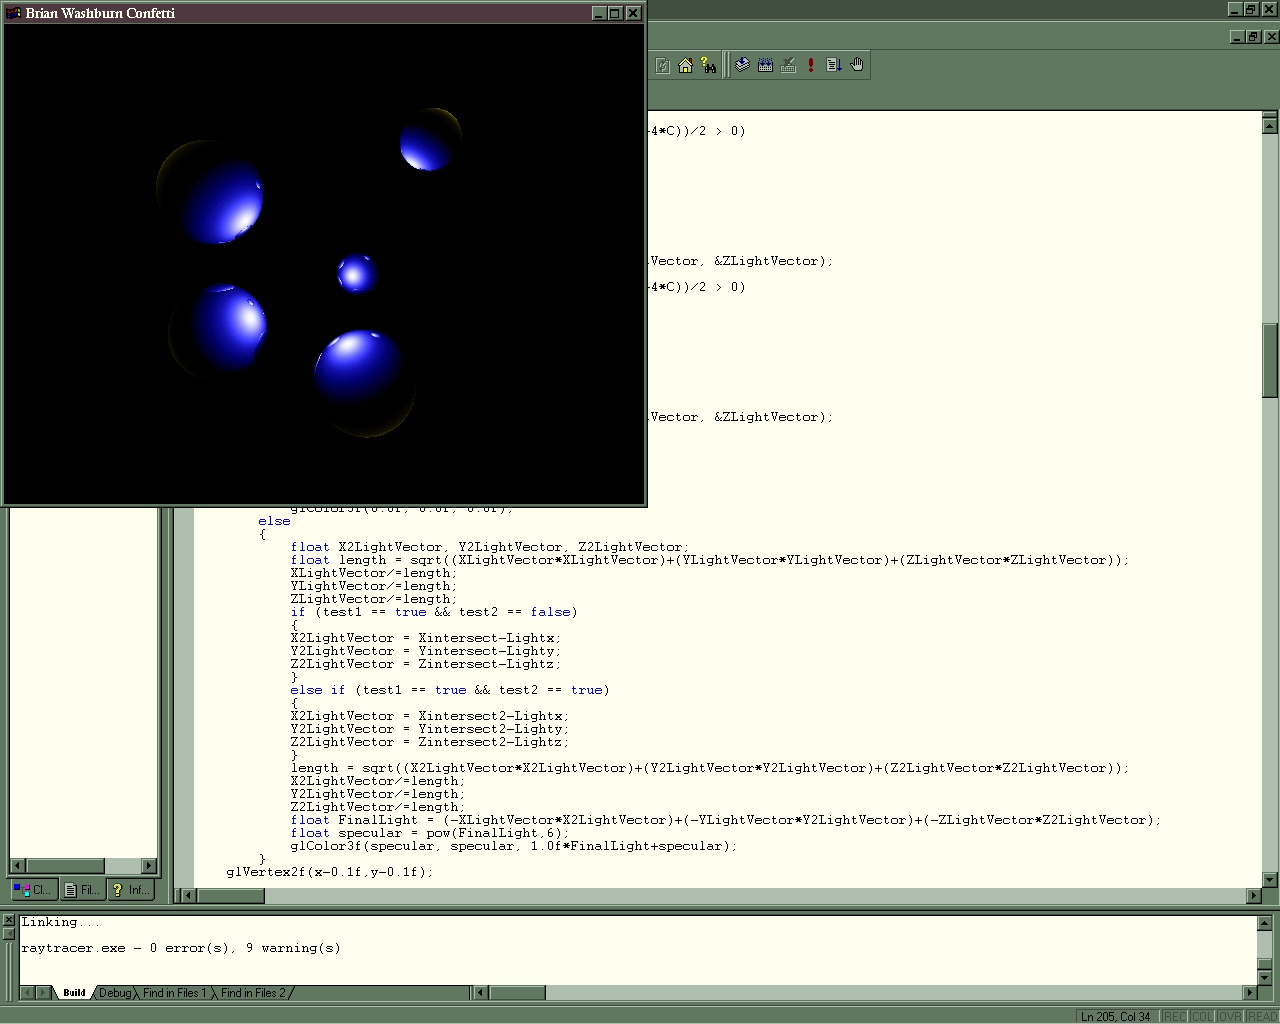 Brian Washburn Confetti
4*C))/2 > 0)
Vector, &ZLightVector);
4*C))/2 > 0)
Vector, &ZLightVector);
glColor3f(0.0f, 0.0f, 0.0f);
else
{
float X2LightVector, Y2LightVector, Z2LightVector;
float length = sqrt((XLightVector*XLightVector)+(YLightVector*YLightVector)+(ZLightVector*ZLightVector));
XLightVector/=length;
YLightVector/=length;
ZLightVector/=length;
if (test1 == true && test2 == false)
{
X2LightVector = Xintersect-Lightx;
Y2LightVector = Yintersect-Lighty;
Z2LightVector = Zintersect-Lightz;
}
else if (test1 == true && test2 == true)
{
X2LightVector = Xintersect2-Lightx;
Y2LightVector = Yintersect2-Lighty;
Z2LightVector = Zintersect2-Lightz;
}
length = sqrt((X2LightVector*X2LightVector)+(Y2LightVector*Y2LightVector)+(Z2LightVector*Z2LightVector));
X2LightVector/=length;
Y2LightVector/=length;
Z2LightVector/=length;
float FinalLight = (-XLightVector*X2LightVector)+(-YLightVector*Y2LightVector)+(-ZLightVector*Z2LightVector);
float specular = pow(FinalLight,6);
glColor3f(specular, specular, 1.0f*FinalLight+specular);
}
glVertex2f(x-0.1f,y-0.1f);
Cl... Fil... Inf...
Linking...
raytracer.exe - 0 error(s), 9 warning(s)
Build Debug Find in Files 1 Find in Files 2
Ln 205, Col 34 REC COL OVR READ